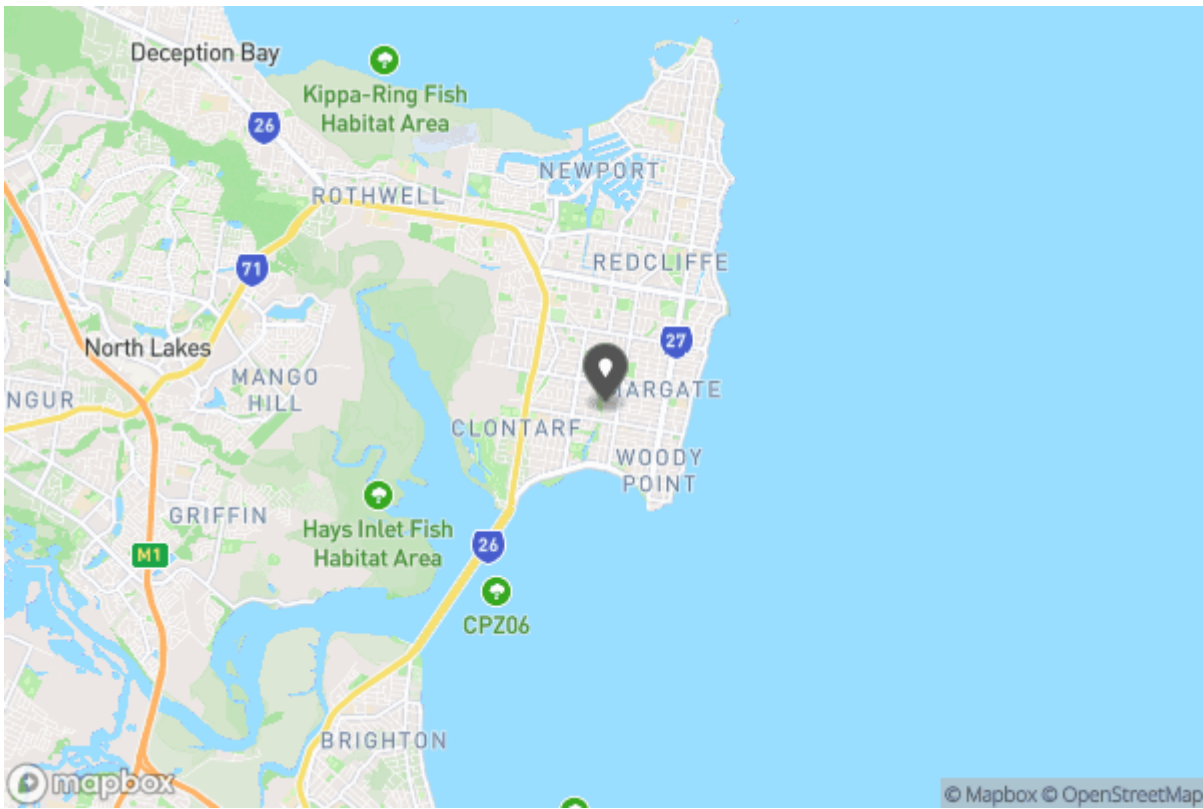 Deception Bay
Kippa-Ring Fish
Habitat Area
26
NEWPORT
ROTHWELL
REDCLIFFE
71
27
North Lakes
MANGO
HILL
NGUR
MARGATE
CLONTARF
WOODY
POINT
GRIFFIN
Hays Inlet Fish
Habitat Area
M1
26
CPZ06
BRIGHTON
mapbox
© Mapbox © OpenStreetMap